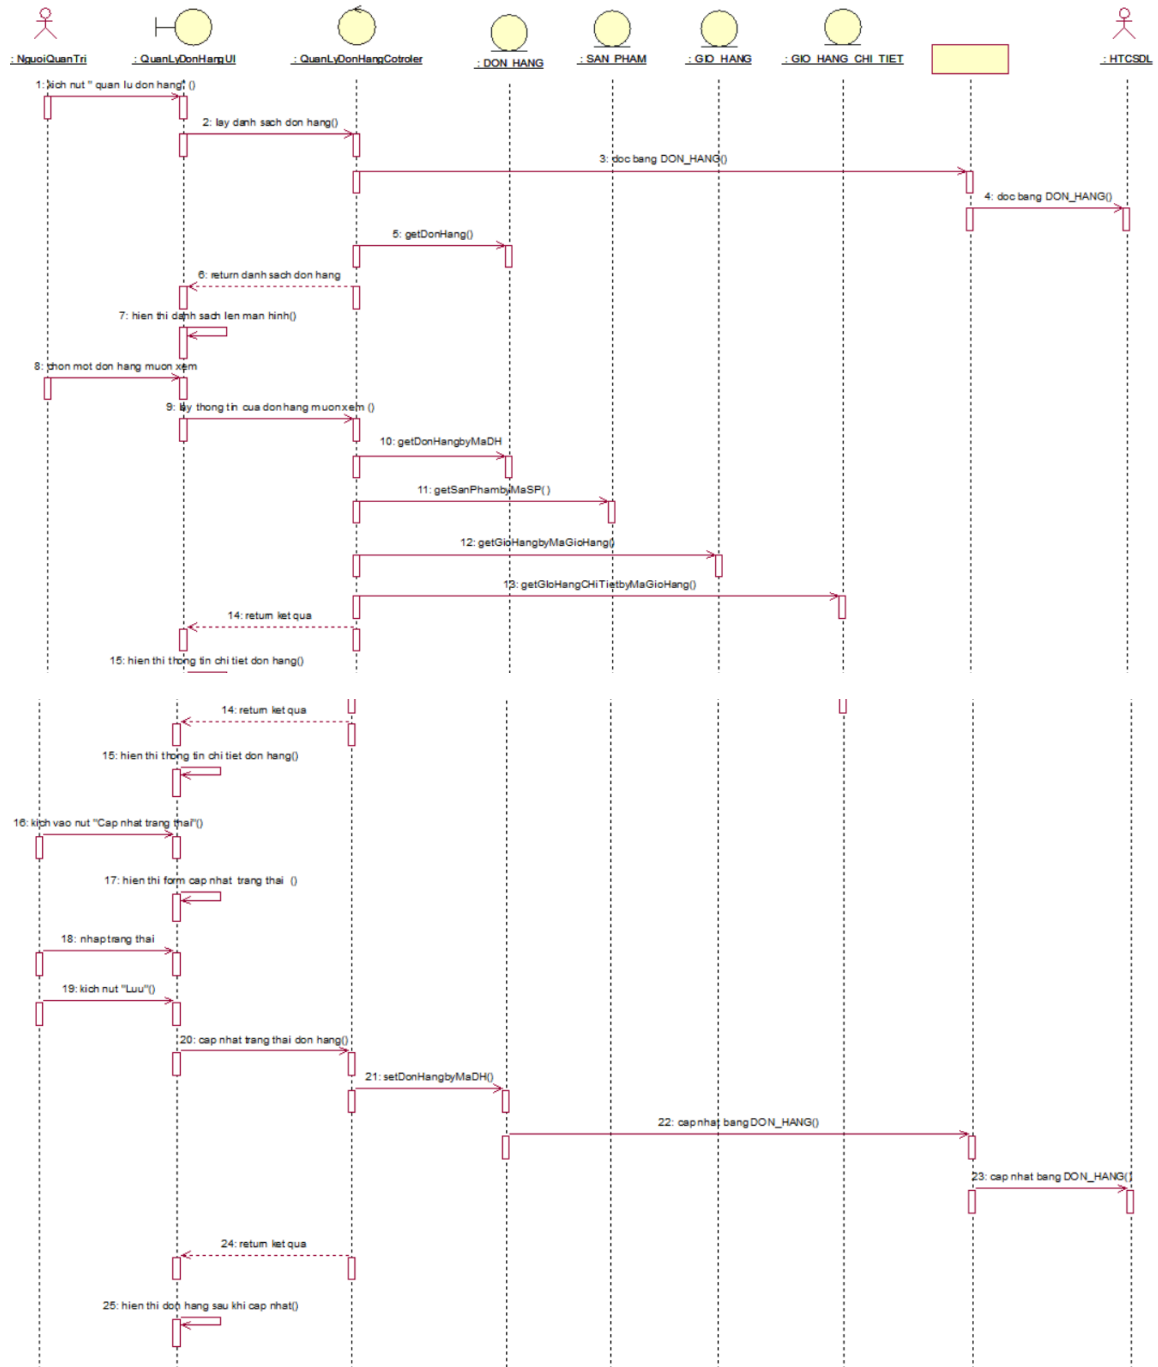 : NguoiQuanTri
: QuanLyDonHangUI
: QuanLyDonHangCotroler
: DON_HANG
: SAN_PHAM
: GIO_HANG
: GIO_HANG_CHI_TIET
: HTCSDL
1: kich nut " quan lu don hang" ()
2: lay danh sach don hang()
3: doc bang DON_HANG()
4: doc bang DON_HANG()
5: getDonHang()
6: return danh sach don hang
7: hien thi danh sach len man hinh()
8: chon mot don hang muon xem
9: lay thong tin cua don hang muon xem ()
10: getDonHangbyMaDH
11: getSanPhambyMaSP()
12: getGioHangbyMaGioHang()
13: getGIoHangCHiTietbyMaGioHang()
14: return ket qua
15: hien thi thong tin chi tiet don hang()
14: return ket qua
15: hien thi thong tin chi tiet don hang()
16: kich vao nut "Cap nhat trang thai"()
17: hien thi form cap nhat trang thai ()
18: nhap trang thai
19: kich nut "Luu"()
20: cap nhat trang thai don hang()
21: setDonHangbyMaDH()
22: cap nhat bang DON_HANG()
23: cap nhat bang DON_HANG()
24: return ket qua
25: hien thi don hang sau khi cap nhat()